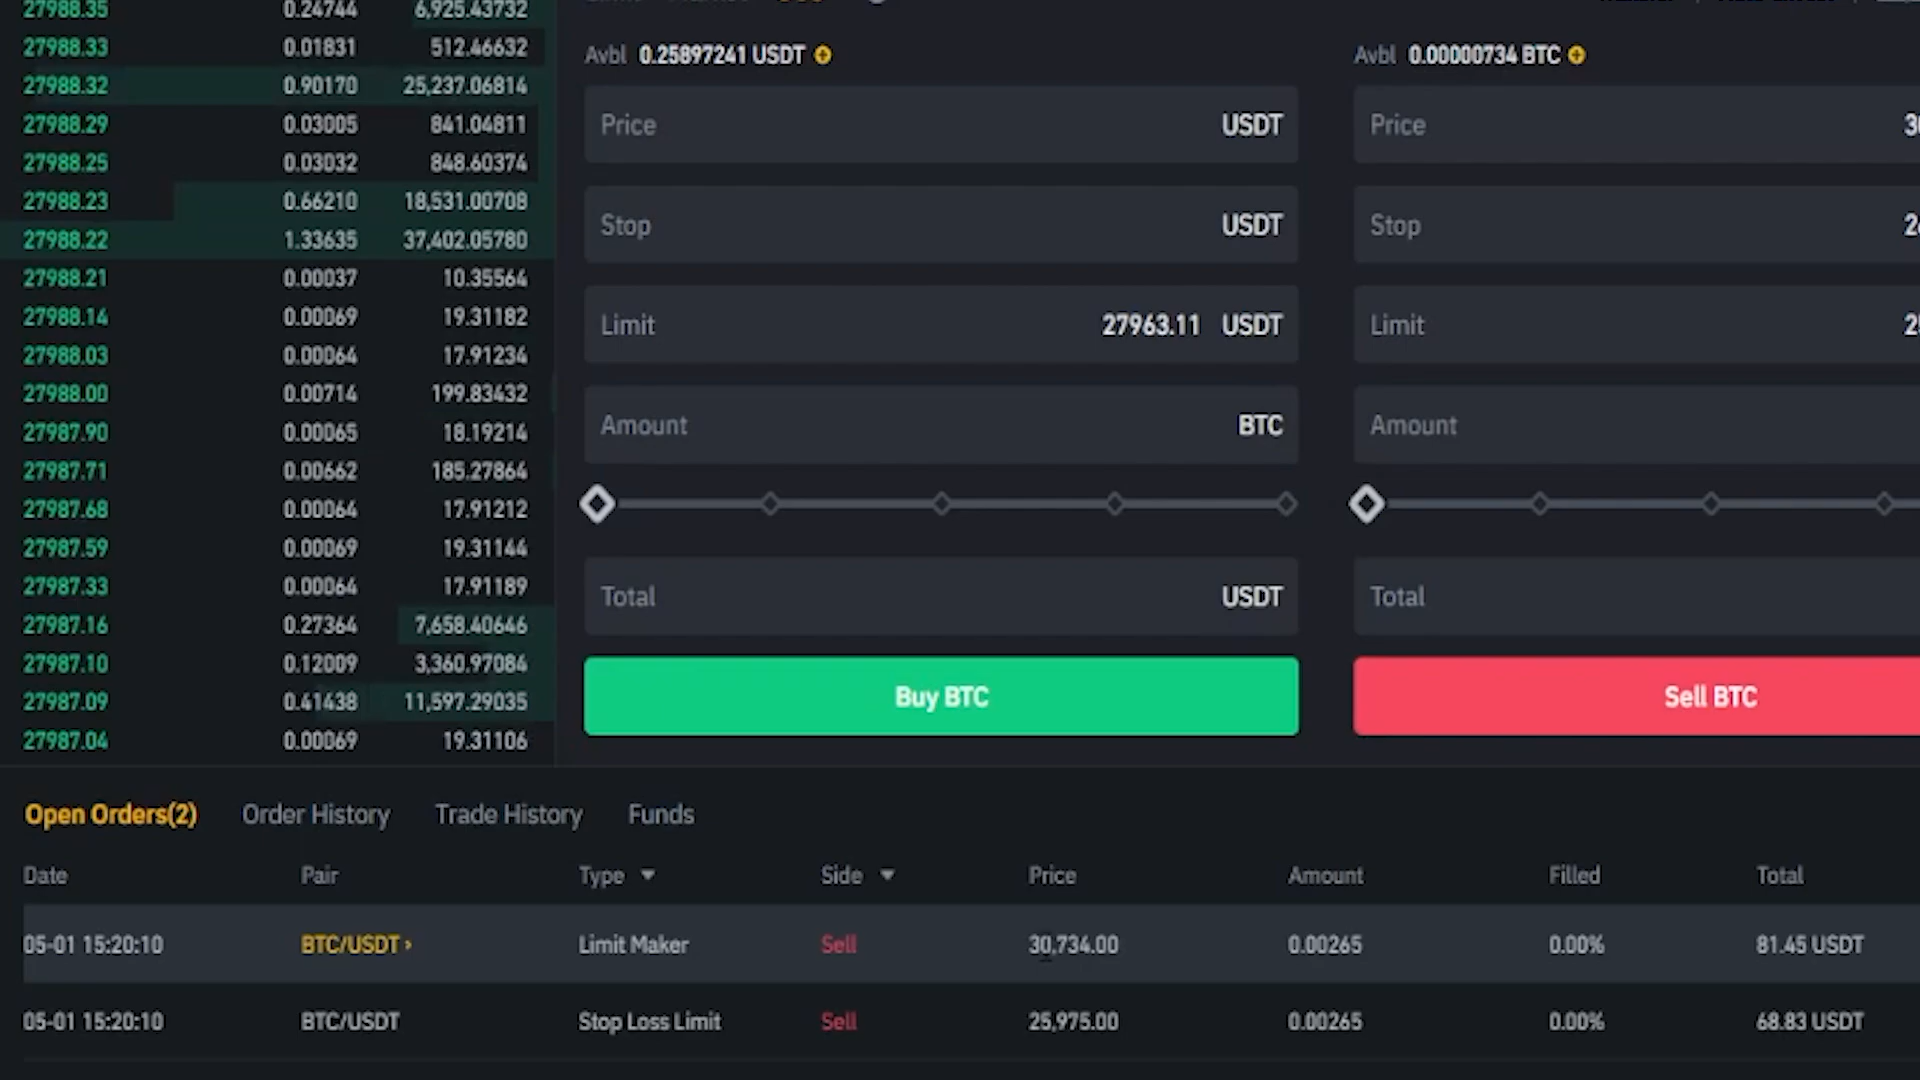 27988.35 0.24744 6,925.43732
27988.33 0.01831 512.46632
27988.32 0.90170 25,237.06814
27988.29 0.03005 841.04811
27988.25 0.03032 848.60374
27988.23 0.66210 18,531.00708
27988.22 1.33635 37,402.05780
27988.21 0.00037 10.35564
27988.14 0.00069 19.31182
27988.03 0.00064 17.91234
27988.00 0.00714 199.83432
27987.90 0.00065 18.19214
27987.71 0.00662 185.27864
27987.68 0.00064 17.91212
27987.59 0.00069 19.31144
27987.33 0.00064 17.91189
27987.16 0.27364 7,658.40646
27987.10 0.12009 3,360.97084
27987.09 0.41438 11,597.29035
27987.04 0.00069 19.31106
Avbl 0.25897241 USDT
Price USDT
Stop USDT
Limit 27963.11 USDT
Amount BTC
Total USDT
Buy BTC
Avbl 0.00000734 BTC
Price
Stop
Limit
Amount
Total
Sell BTC
Open Orders(2) Order History Trade History Funds
Date Pair Type Side Price Amount Filled Total
05-01 15:20:10 BTC/USDT › Limit Maker Sell 30,734.00 0.00265 0.00% 81.45 USDT
05-01 15:20:10 BTC/USDT Stop Loss Limit Sell 25,975.00 0.00265 0.00% 68.83 USDT